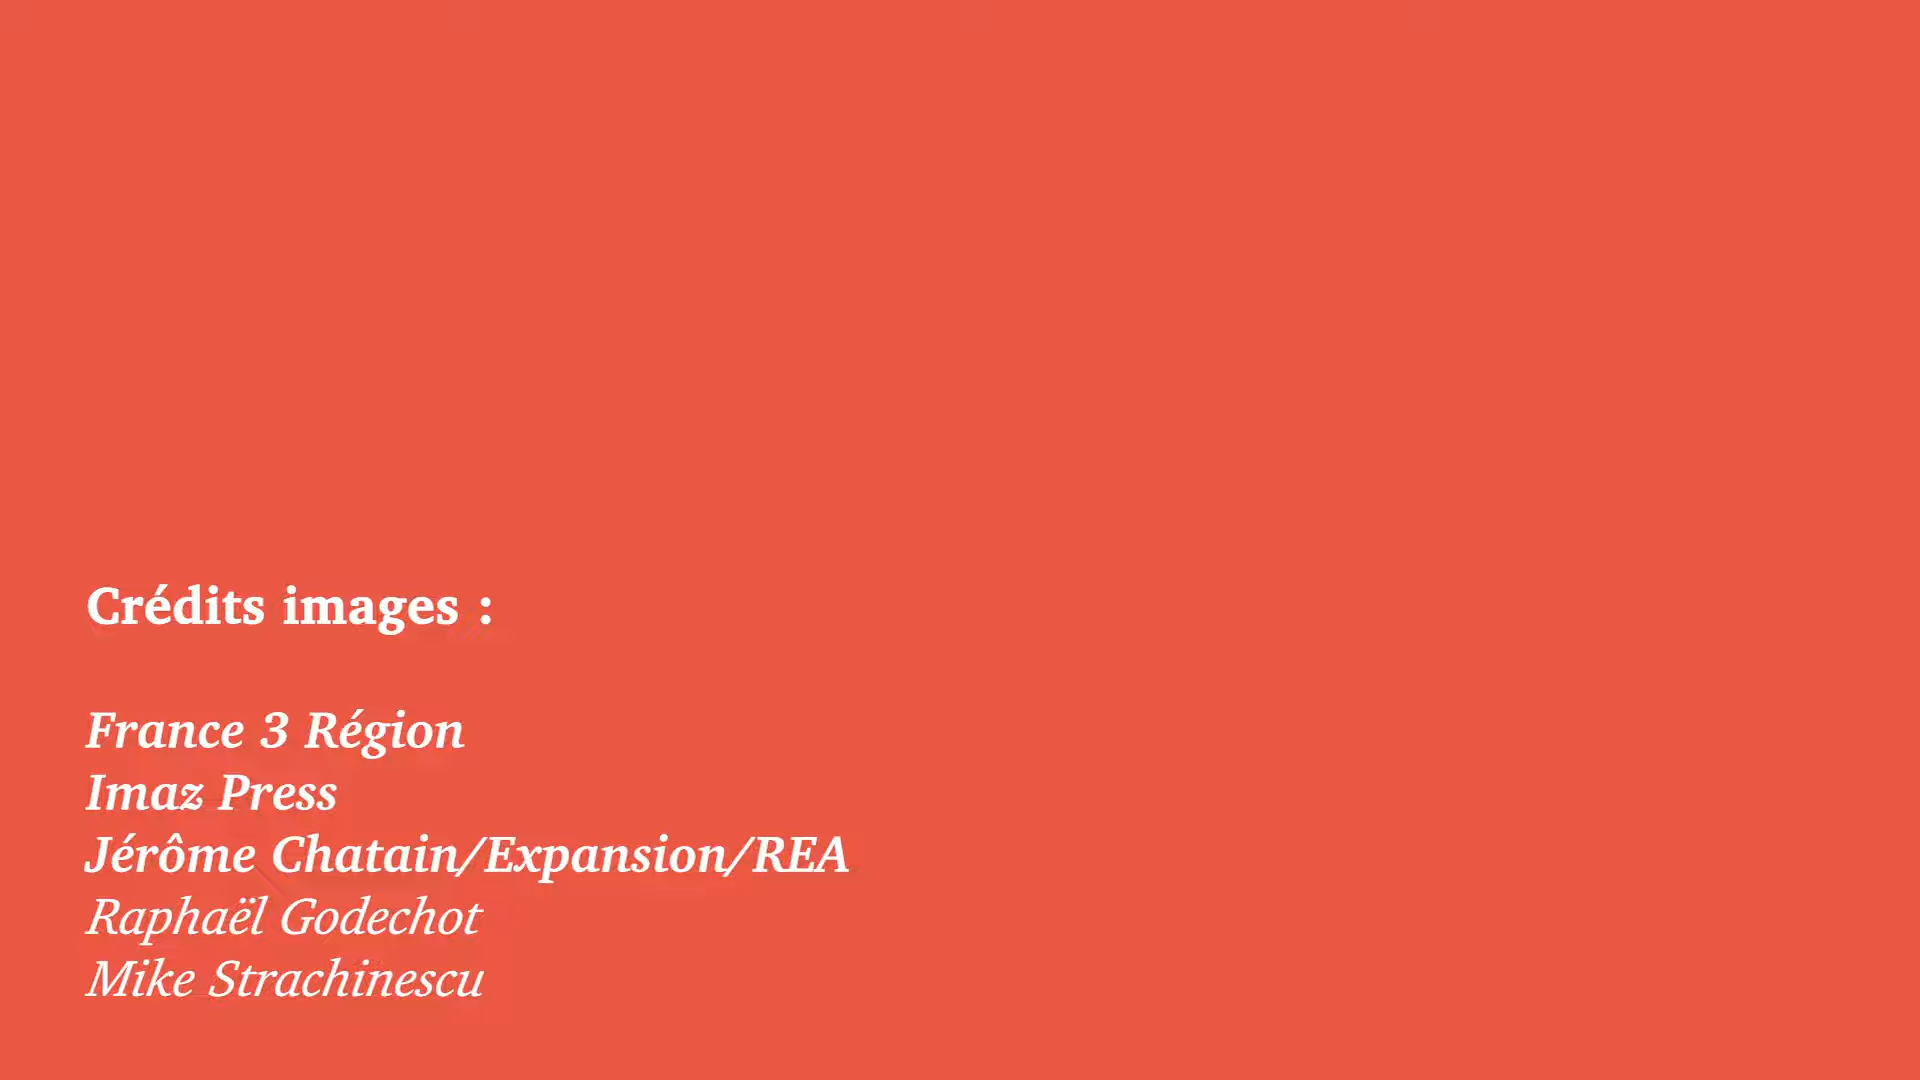 Crédits images :
France 3 Région
Imaz Press
Jérôme Chatain/Expansion/REA
Raphaël Godechot
Mike Strachinescu